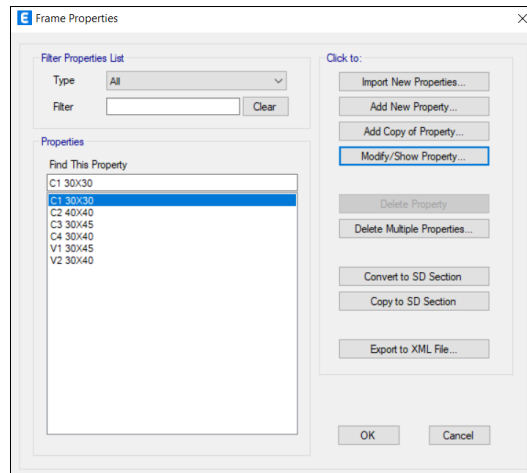 E Frame Properties
Filter Properties List
Type All
Filter Clear
Properties
Find This Property
C1 30X30
C1 30X30
C2 40X40
C3 30X45
C4 30X40
V1 30X45
V2 30X40
Click to:
Import New Properties...
Add New Property...
Add Copy of Property...
Modify/Show Property...
Delete Property
Delete Multiple Properties...
Convert to SD Section
Copy to SD Section
Export to XML File...
OK Cancel